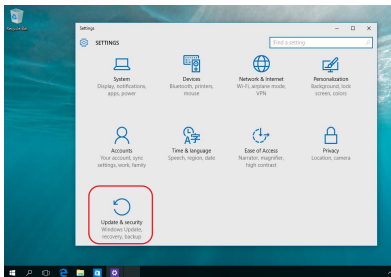 Recycle Bin
Settings
SETTINGS
Find a setting
System
Display, notifications,
apps, power
Devices
Bluetooth, printers,
mouse
Network & Internet
Wi-Fi, airplane mode,
VPN
Personalization
Background, lock
screen, colors
Accounts
Your account, sync
settings, work, family
Time & language
Speech, region, date
Ease of Access
Narrator, magnifier,
high contrast
Privacy
Location, camera
Update & security
Windows Update,
recovery, backup